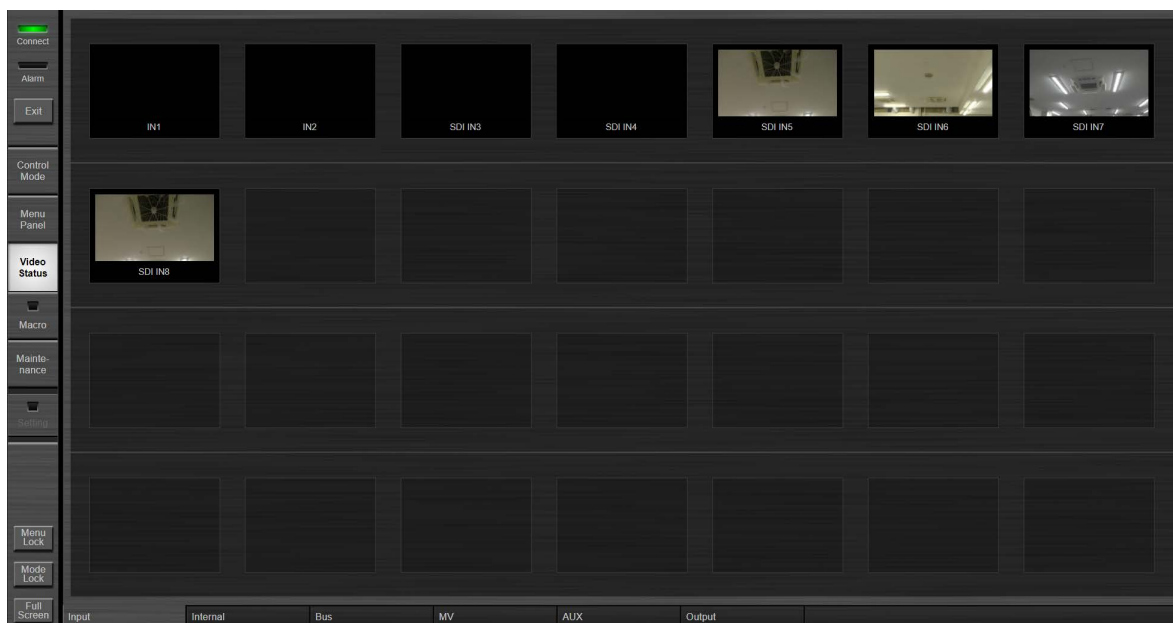 Connect
Alarm
Exit
Control
Mode
Menu
Panel
Video
Status
Macro
Mainte-
nance
Setting
Menu
Lock
Mode
Lock
Full
Screen
IN1
IN2
SDI IN3
SDI IN4
SDI IN5
SDI IN6
SDI IN7
SDI IN8
Input
Internal
Bus
MV
AUX
Output